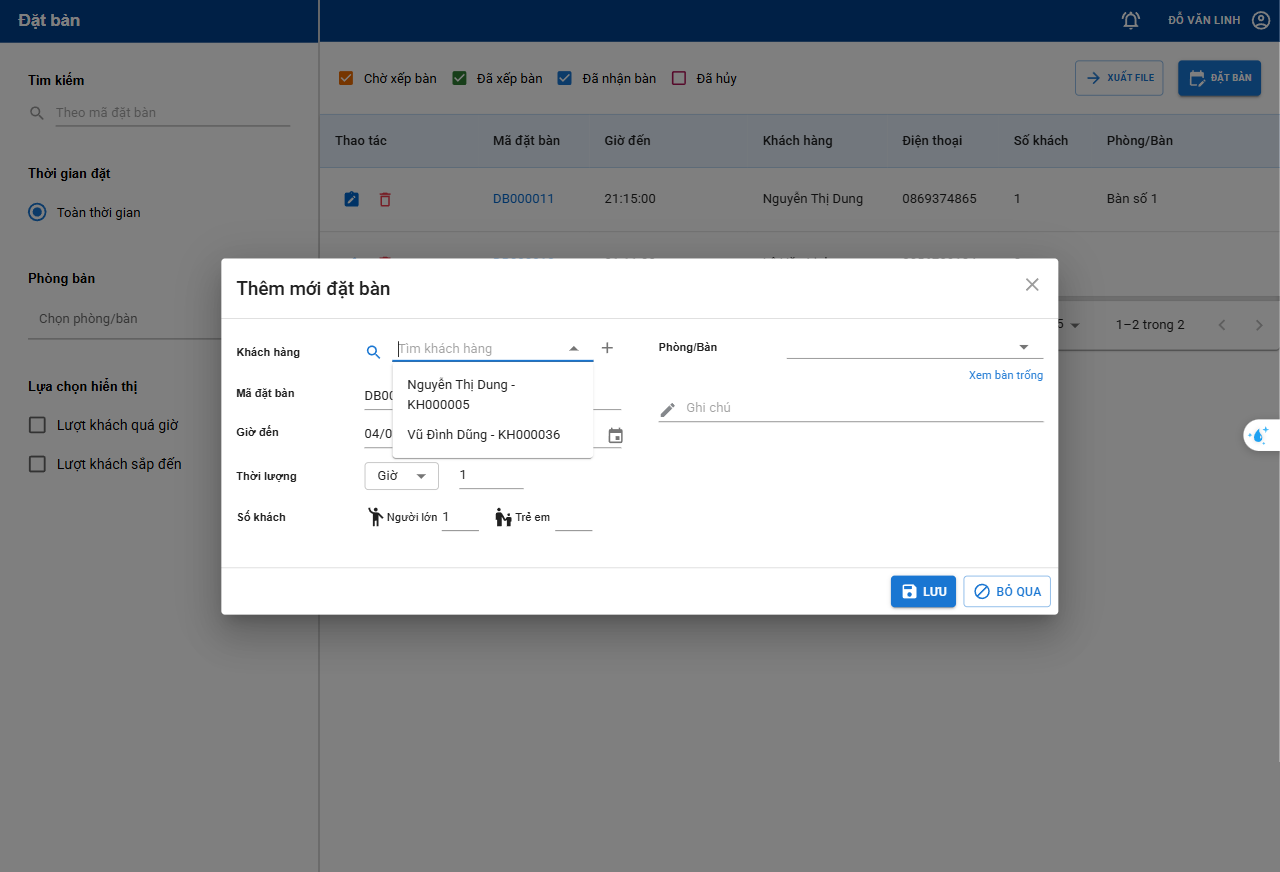 Đặt bàn
ĐỖ VĂN LINH
Tìm kiếm
Theo mã đặt bàn
Thời gian đặt
Toàn thời gian
Phòng bàn
Chọn phòng/bàn
Lựa chọn hiển thị
Lượt khách quá giờ
Lượt khách sắp đến
Chờ xếp bàn Đã xếp bàn Đã nhận bàn Đã hủy
XUẤT FILE ĐẶT BÀN
Thao tác Mã đặt bàn Giờ đến Khách hàng Điện thoại Số khách Phòng/Bàn
DB000011 21:15:00 Nguyễn Thị Dung 0869374865 1 Bàn số 1
5 1–2 trong 2
Thêm mới đặt bàn
Khách hàng Tìm khách hàng
Nguyễn Thị Dung -
KH000005
Vũ Đình Dũng - KH000036
Mã đặt bàn DB00
Giờ đến 04/0
Thời lượng Giờ 1
Số khách Người lớn 1 Trẻ em
Phòng/Bàn
Xem bàn trống
Ghi chú
LƯU BỎ QUA